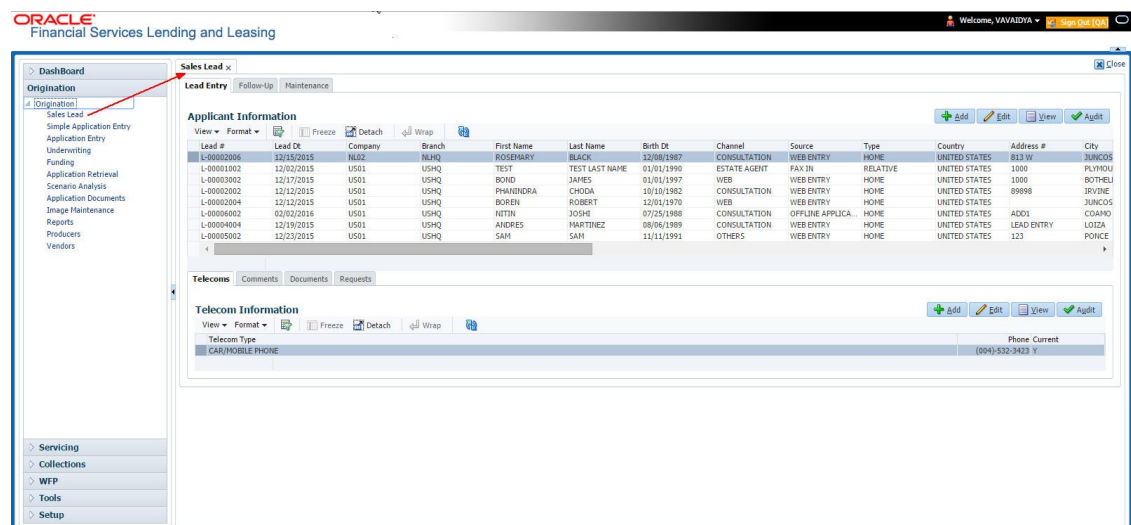 ORACLE®
Financial Services Lending and Leasing
Welcome, VAVAIDYA
Sign Out [QA]
DashBoard
Origination
Origination
Sales Lead
Simple Application Entry
Application Entry
Underwriting
Funding
Application Retrieval
Scenario Analysis
Application Documents
Image Maintenance
Reports
Producers
Vendors
Servicing
Collections
WFP
Tools
Setup
Sales Lead x
Close
Lead Entry Follow-Up Maintenance
Applicant Information
Add Edit View Audit
View Format Freeze Detach Wrap
Lead # Lead Dt Company Branch First Name Last Name Birth Dt Channel Source Type Country Address # City
L-00002006 12/15/2015 NL02 NLHQ ROSEMARY BLACK 12/08/1987 CONSULTATION WEB ENTRY HOME UNITED STATES 813 W JUNCOS
L-00001002 12/02/2015 US01 USHQ TEST TEST LAST NAME 01/01/1990 ESTATE AGENT FAX IN RELATIVE UNITED STATES 1000 PLYMOU
L-00003002 12/17/2015 US01 USHQ BOND JAMES 01/01/1997 WEB WEB ENTRY HOME UNITED STATES 1000 BOTHELL
L-00002002 12/12/2015 US01 USHQ PHANINDRA CHODA 10/10/1982 CONSULTATION WEB ENTRY HOME UNITED STATES 89898 IRVINE
L-00002004 12/12/2015 US01 USHQ BOREN ROBERT 12/01/1970 WEB WEB ENTRY HOME UNITED STATES JUNCOS
L-00006002 02/02/2016 US01 USHQ NITIN JOSHI 07/25/1988 CONSULTATION OFFLINE APPLICA... HOME UNITED STATES ADD1 COAMO
L-00004004 12/19/2015 US01 USHQ ANDRES MARTINEZ 08/06/1989 CONSULTATION WEB ENTRY HOME UNITED STATES LEAD ENTRY LOIZA
L-00005002 12/23/2015 US01 USHQ SAM SAM 11/11/1991 OTHERS WEB ENTRY HOME UNITED STATES 123 PONCE
Telecoms Comments Documents Requests
Telecom Information
Add Edit View Audit
View Format Freeze Detach Wrap
Telecom Type Phone Current
CAR/MOBILE PHONE (004)-532-3423 Y